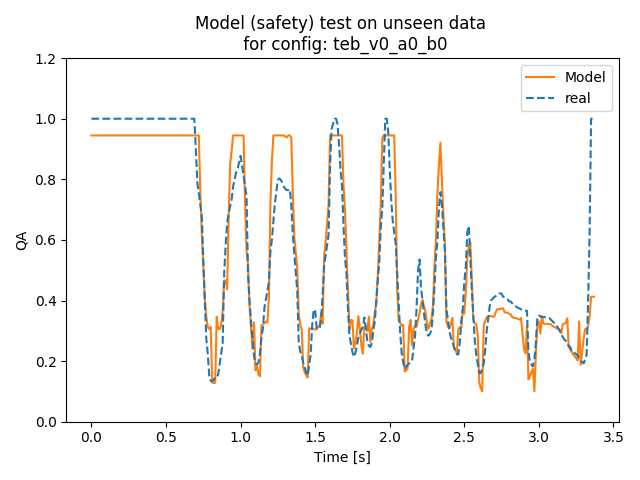 Model (safety) test on unseen data
for config: teb_v0_a0_b0
1.2
1.0
0.8
0.6
0.4
0.2
0.0
QA
Model
real
0.0 0.5 1.0 1.5 2.0 2.5 3.0 3.5
Time [s]